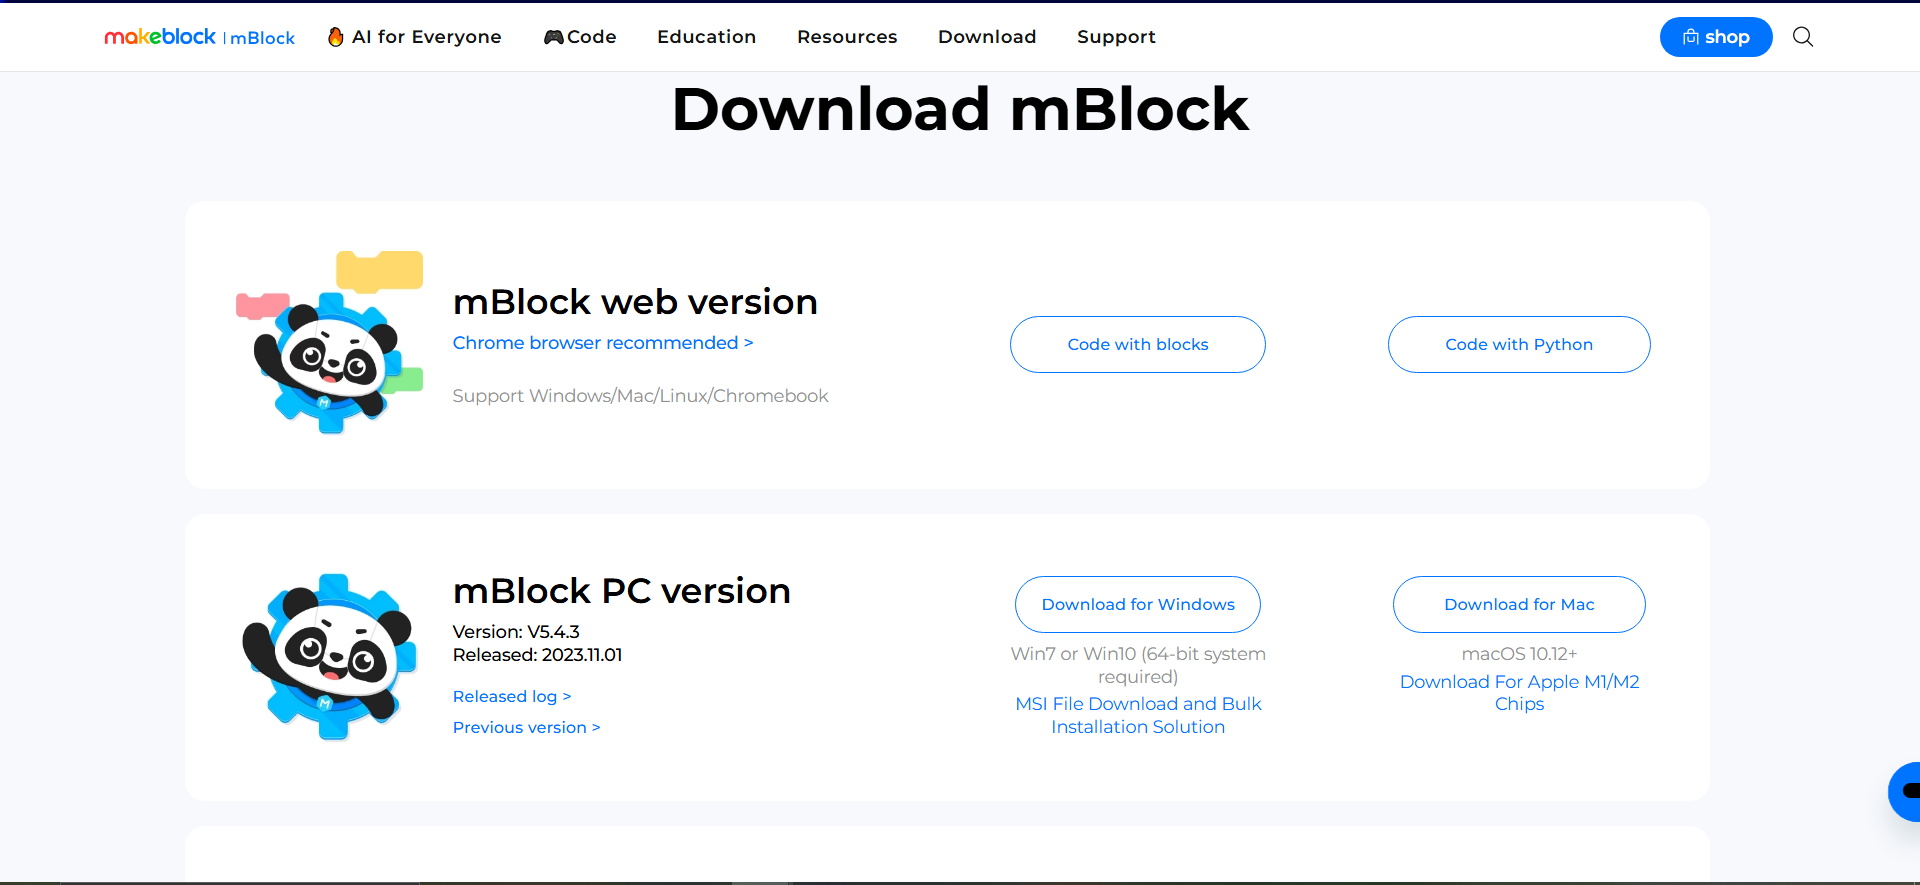 makeblock | mBlock AI for Everyone Code Education Resources Download Support shop
Download mBlock
mBlock web version
Chrome browser recommended >
Support Windows/Mac/Linux/Chromebook
Code with blocks
Code with Python
mBlock PC version
Version: V5.4.3
Released: 2023.11.01
Released log >
Previous version >
Download for Windows
Win7 or Win10 (64-bit system
required)
MSI File Download and Bulk
Installation Solution
Download for Mac
macOS 10.12+
Download For Apple M1/M2
Chips